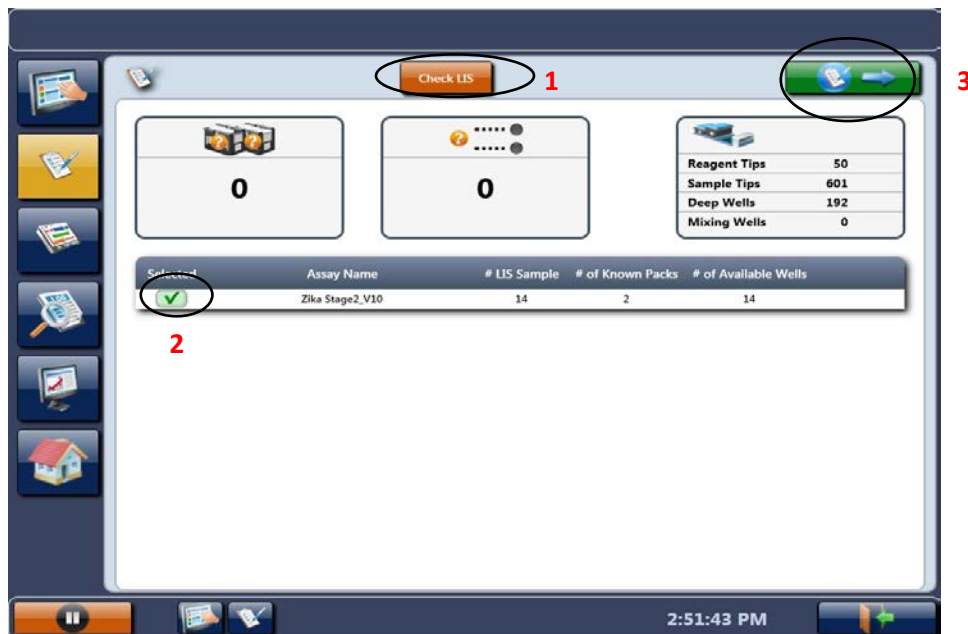 Check LIS
1
3
0
0
Reagent Tips 50
Sample Tips 601
Deep Wells 192
Mixing Wells 0
Selected Assay Name # LIS Sample # of Known Packs # of Available Wells
Zika Stage2_V10 14 2 14
2
2:51:43 PM